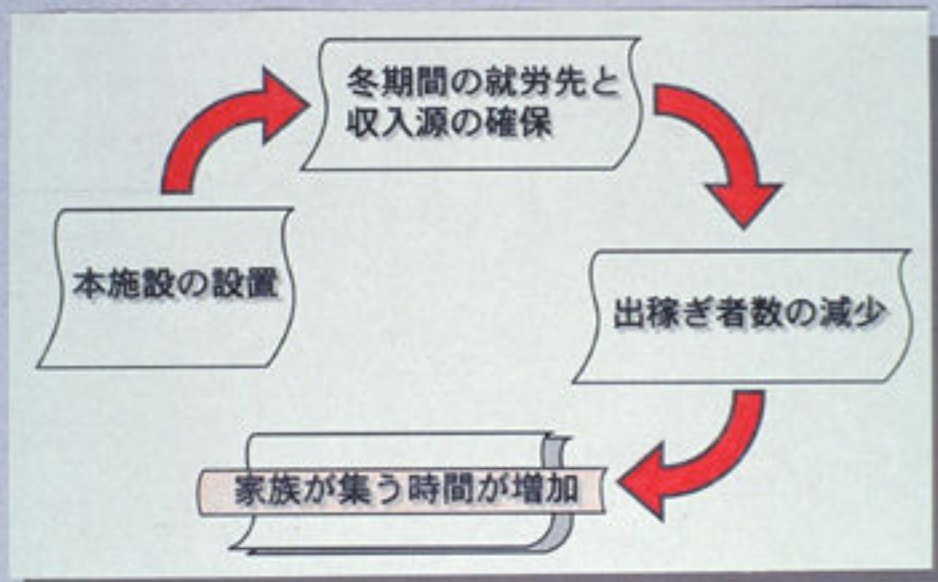 本施設の設置
冬期間の就労先と
収入源の確保
出稼ぎ者数の減少
家族が集う時間が増加